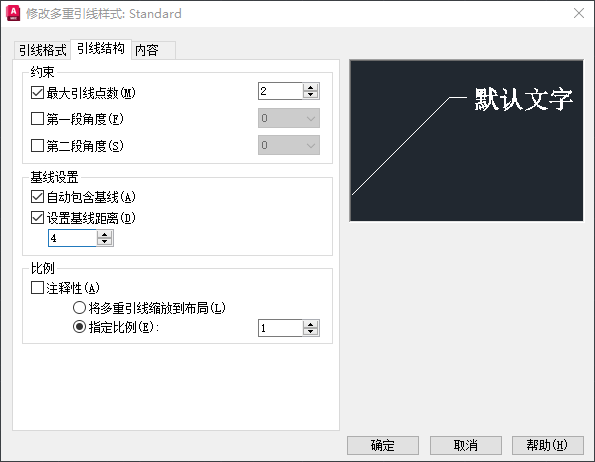 修改多重引线样式: Standard
引线格式 引线结构 内容
约束
最大引线点数(M) 2
第一段角度(F) 0
第二段角度(S) 0
基线设置
自动包含基线(A)
设置基线距离(D)
4
比例
注释性(A)
将多重引线缩放到布局(L)
指定比例(E): 1
默认文字
确定 取消 帮助(H)